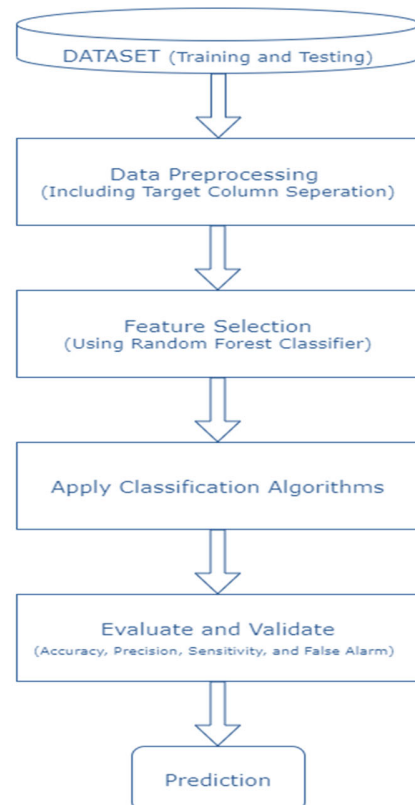 DATASET (Training and Testing)
Data Preprocessing
(Including Target Column Seperation)
Feature Selection
(Using Random Forest Classifier)
Apply Classification Algorithms
Evaluate and Validate
(Accuracy, Precision, Sensitivity, and False Alarm)
Prediction